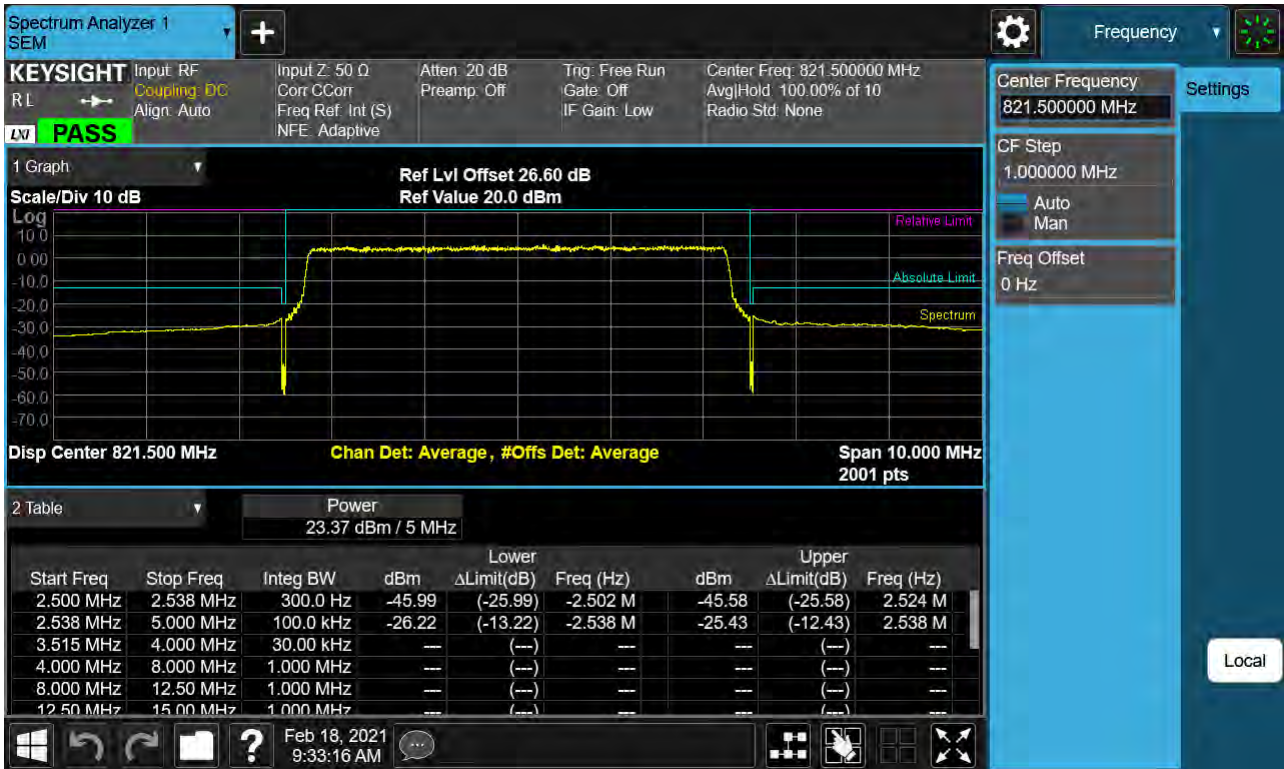 Spectrum Analyzer 1
SEM
Frequency
KEYSIGHT
R L
LXI
PASS
Input: RF
Coupling: DC
Align: Auto
Input Z: 50 Ω
Corr CCorr
Freq Ref: Int (S)
NFE: Adaptive
Atten: 20 dB
Preamp: Off
Trig: Free Run
Gate: Off
IF Gain: Low
Center Freq: 821.500000 MHz
Avg|Hold: 100.00% of 10
Radio Std: None
Center Frequency
821.500000 MHz
Settings
CF Step
1.000000 MHz
Auto
Man
Freq Offset
0 Hz
1 Graph
Scale/Div 10 dB
Ref Lvl Offset 26.60 dB
Ref Value 20.0 dBm
Log
10.0
0.00
-10.0
-20.0
-30.0
-40.0
-50.0
-60.0
-70.0
Relative Limit
Absolute Limit
Spectrum
Disp Center 821.500 MHz
Chan Det: Average, #Offs Det: Average
Span 10.000 MHz
2001 pts
2 Table
Power
23.37 dBm / 5 MHz
Lower Upper
Start Freq Stop Freq Integ BW dBm ΔLimit(dB) Freq (Hz) dBm ΔLimit(dB) Freq (Hz)
2.500 MHz 2.538 MHz 300.0 Hz -45.99 (-25.99) -2.502 M -45.58 (-25.58) 2.524 M
2.538 MHz 5.000 MHz 100.0 kHz -26.22 (-13.22) -2.538 M -25.43 (-12.43) 2.538 M
3.515 MHz 4.000 MHz 30.00 kHz --- (---) --- --- (---) ---
4.000 MHz 8.000 MHz 1.000 MHz --- (---) --- --- (---) ---
8.000 MHz 12.50 MHz 1.000 MHz --- (---) --- --- (---) ---
12.50 MHz 15.00 MHz 1.000 MHz --- (---) --- --- (---) ---
Local
Feb 18, 2021
9:33:16 AM